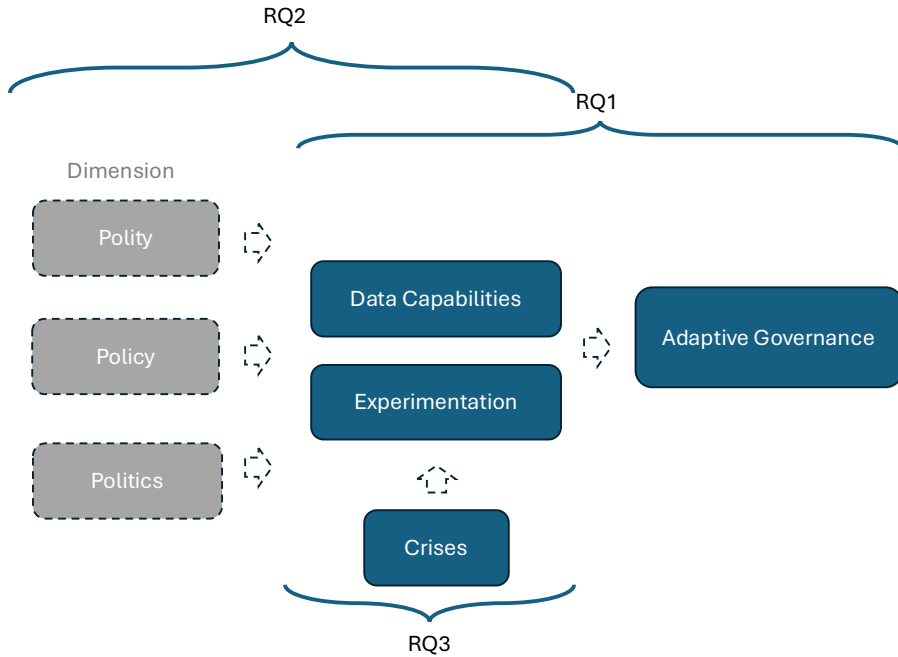 RQ2
RQ1
Dimension
Polity
Data Capabilities
Policy
Adaptive Governance
Experimentation
Politics
Crises
RQ3